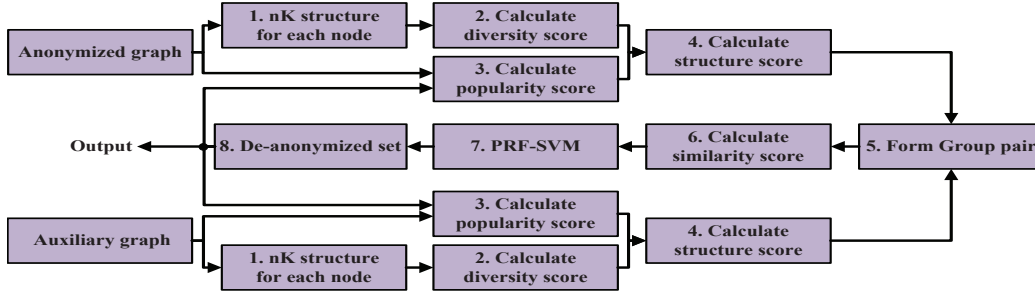 Anonymized graph
1. nK structure
for each node
2. Calculate
diversity score
3. Calculate
popularity score
4. Calculate
structure score
Output
8. De-anonymized set
7. PRF-SVM
6. Calculate
similarity score
5. Form Group pair
Auxiliary graph
3. Calculate
popularity score
1. nK structure
for each node
2. Calculate
diversity score
4. Calculate
structure score